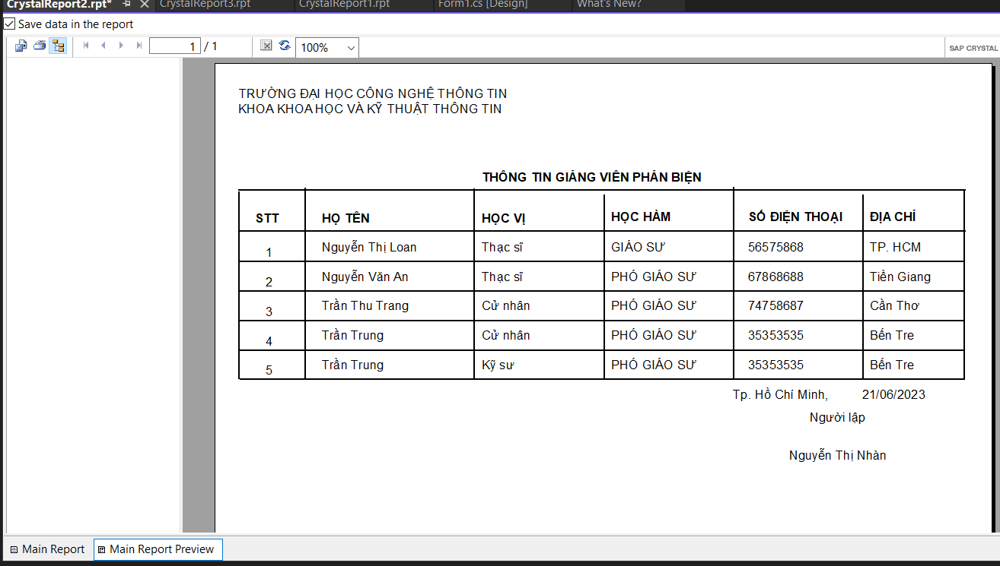 CrystalReport2.rpt* CrystalReport3.rpt CrystalReport1.rpt Form1.cs [Design] What's New?
Save data in the report
1 / 1 100% SAP CRYSTAL
TRƯỜNG ĐẠI HỌC CÔNG NGHỆ THÔNG TIN
KHOA KHOA HỌC VÀ KỸ THUẬT THÔNG TIN
THÔNG TIN GIẢNG VIÊN PHẢN BIỆN
STT HỌ TÊN HỌC VỊ HỌC HÀM SỐ ĐIỆN THOẠI ĐỊA CHỈ
1 Nguyễn Thị Loan Thạc sĩ GIÁO SƯ 56575868 TP. HCM
2 Nguyễn Văn An Thạc sĩ PHÓ GIÁO SƯ 67868688 Tiền Giang
3 Trần Thu Trang Cử nhân PHÓ GIÁO SƯ 74758687 Cần Thơ
4 Trần Trung Cử nhân PHÓ GIÁO SƯ 35353535 Bến Tre
5 Trần Trung Kỹ sư PHÓ GIÁO SƯ 35353535 Bến Tre
Tp. Hồ Chí Minh, 21/06/2023
Người lập
Nguyễn Thị Nhàn
Main Report Main Report Preview